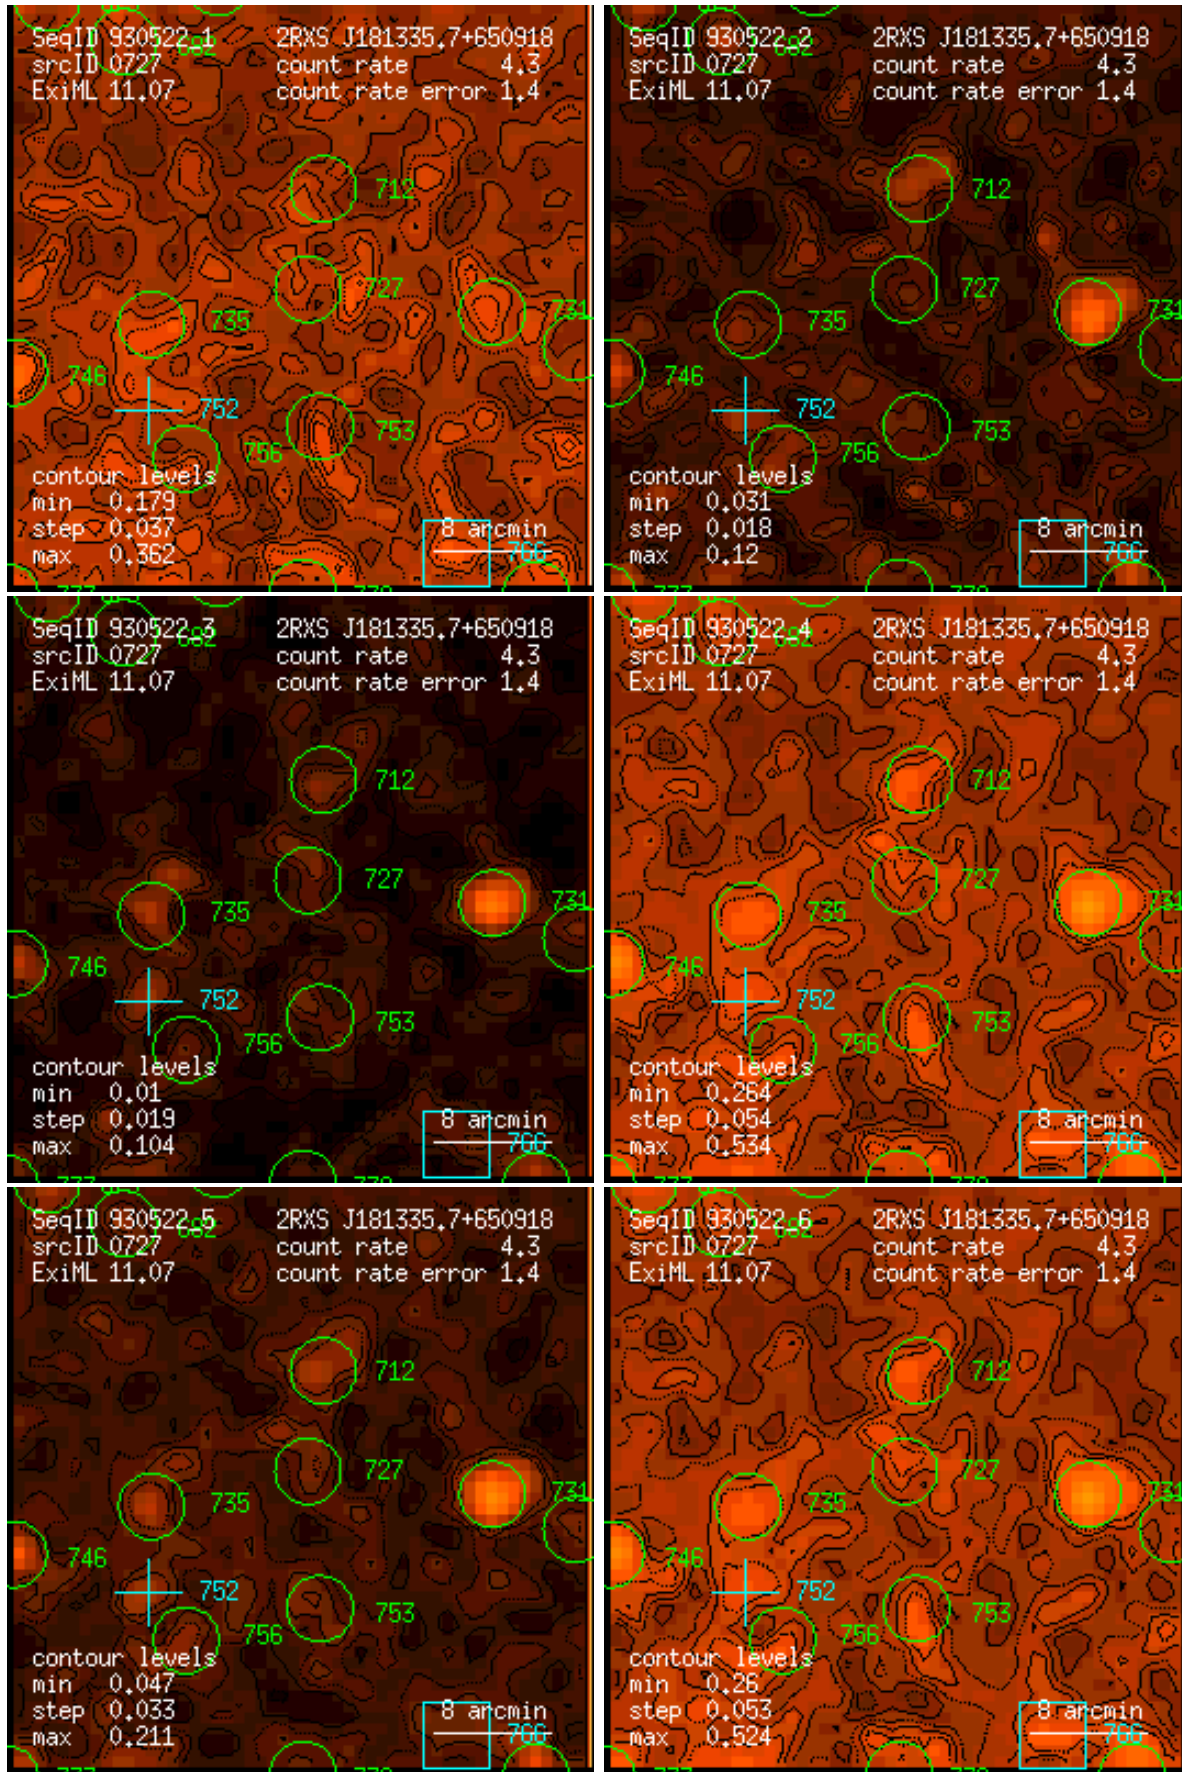 SeqID 930522_1 2RXS J181335.7+650918
682
srcID 0727 count rate 4.3
ExiML 11.07 count rate error 1.4
712
727
731
735
746
752
753
756
contour levels
min 0.179
step 0.037
max 0.362
8 arcmin
766
SeqID 930522_2 2RXS J181335.7+650918
682
srcID 0727 count rate 4.3
ExiML 11.07 count rate error 1.4
712
727
731
735
746
752
753
756
contour levels
min 0.031
step 0.018
max 0.12
8 arcmin
766
SeqID 930522_3 2RXS J181335.7+650918
682
srcID 0727 count rate 4.3
ExiML 11.07 count rate error 1.4
712
727
731
735
746
752
753
756
contour levels
min 0.01
step 0.019
max 0.104
8 arcmin
766
SeqID 930522_4 2RXS J181335.7+650918
682
srcID 0727 count rate 4.3
ExiML 11.07 count rate error 1.4
712
727
731
735
746
752
753
756
contour levels
min 0.264
step 0.054
max 0.534
8 arcmin
766
SeqID 930522_5 2RXS J181335.7+650918
682
srcID 0727 count rate 4.3
ExiML 11.07 count rate error 1.4
712
727
731
735
746
752
753
756
contour levels
min 0.047
step 0.033
max 0.211
8 arcmin
766
SeqID 930522_6 2RXS J181335.7+650918
682
srcID 0727 count rate 4.3
ExiML 11.07 count rate error 1.4
712
727
731
735
746
752
753
756
contour levels
min 0.26
step 0.053
max 0.524
8 arcmin
766